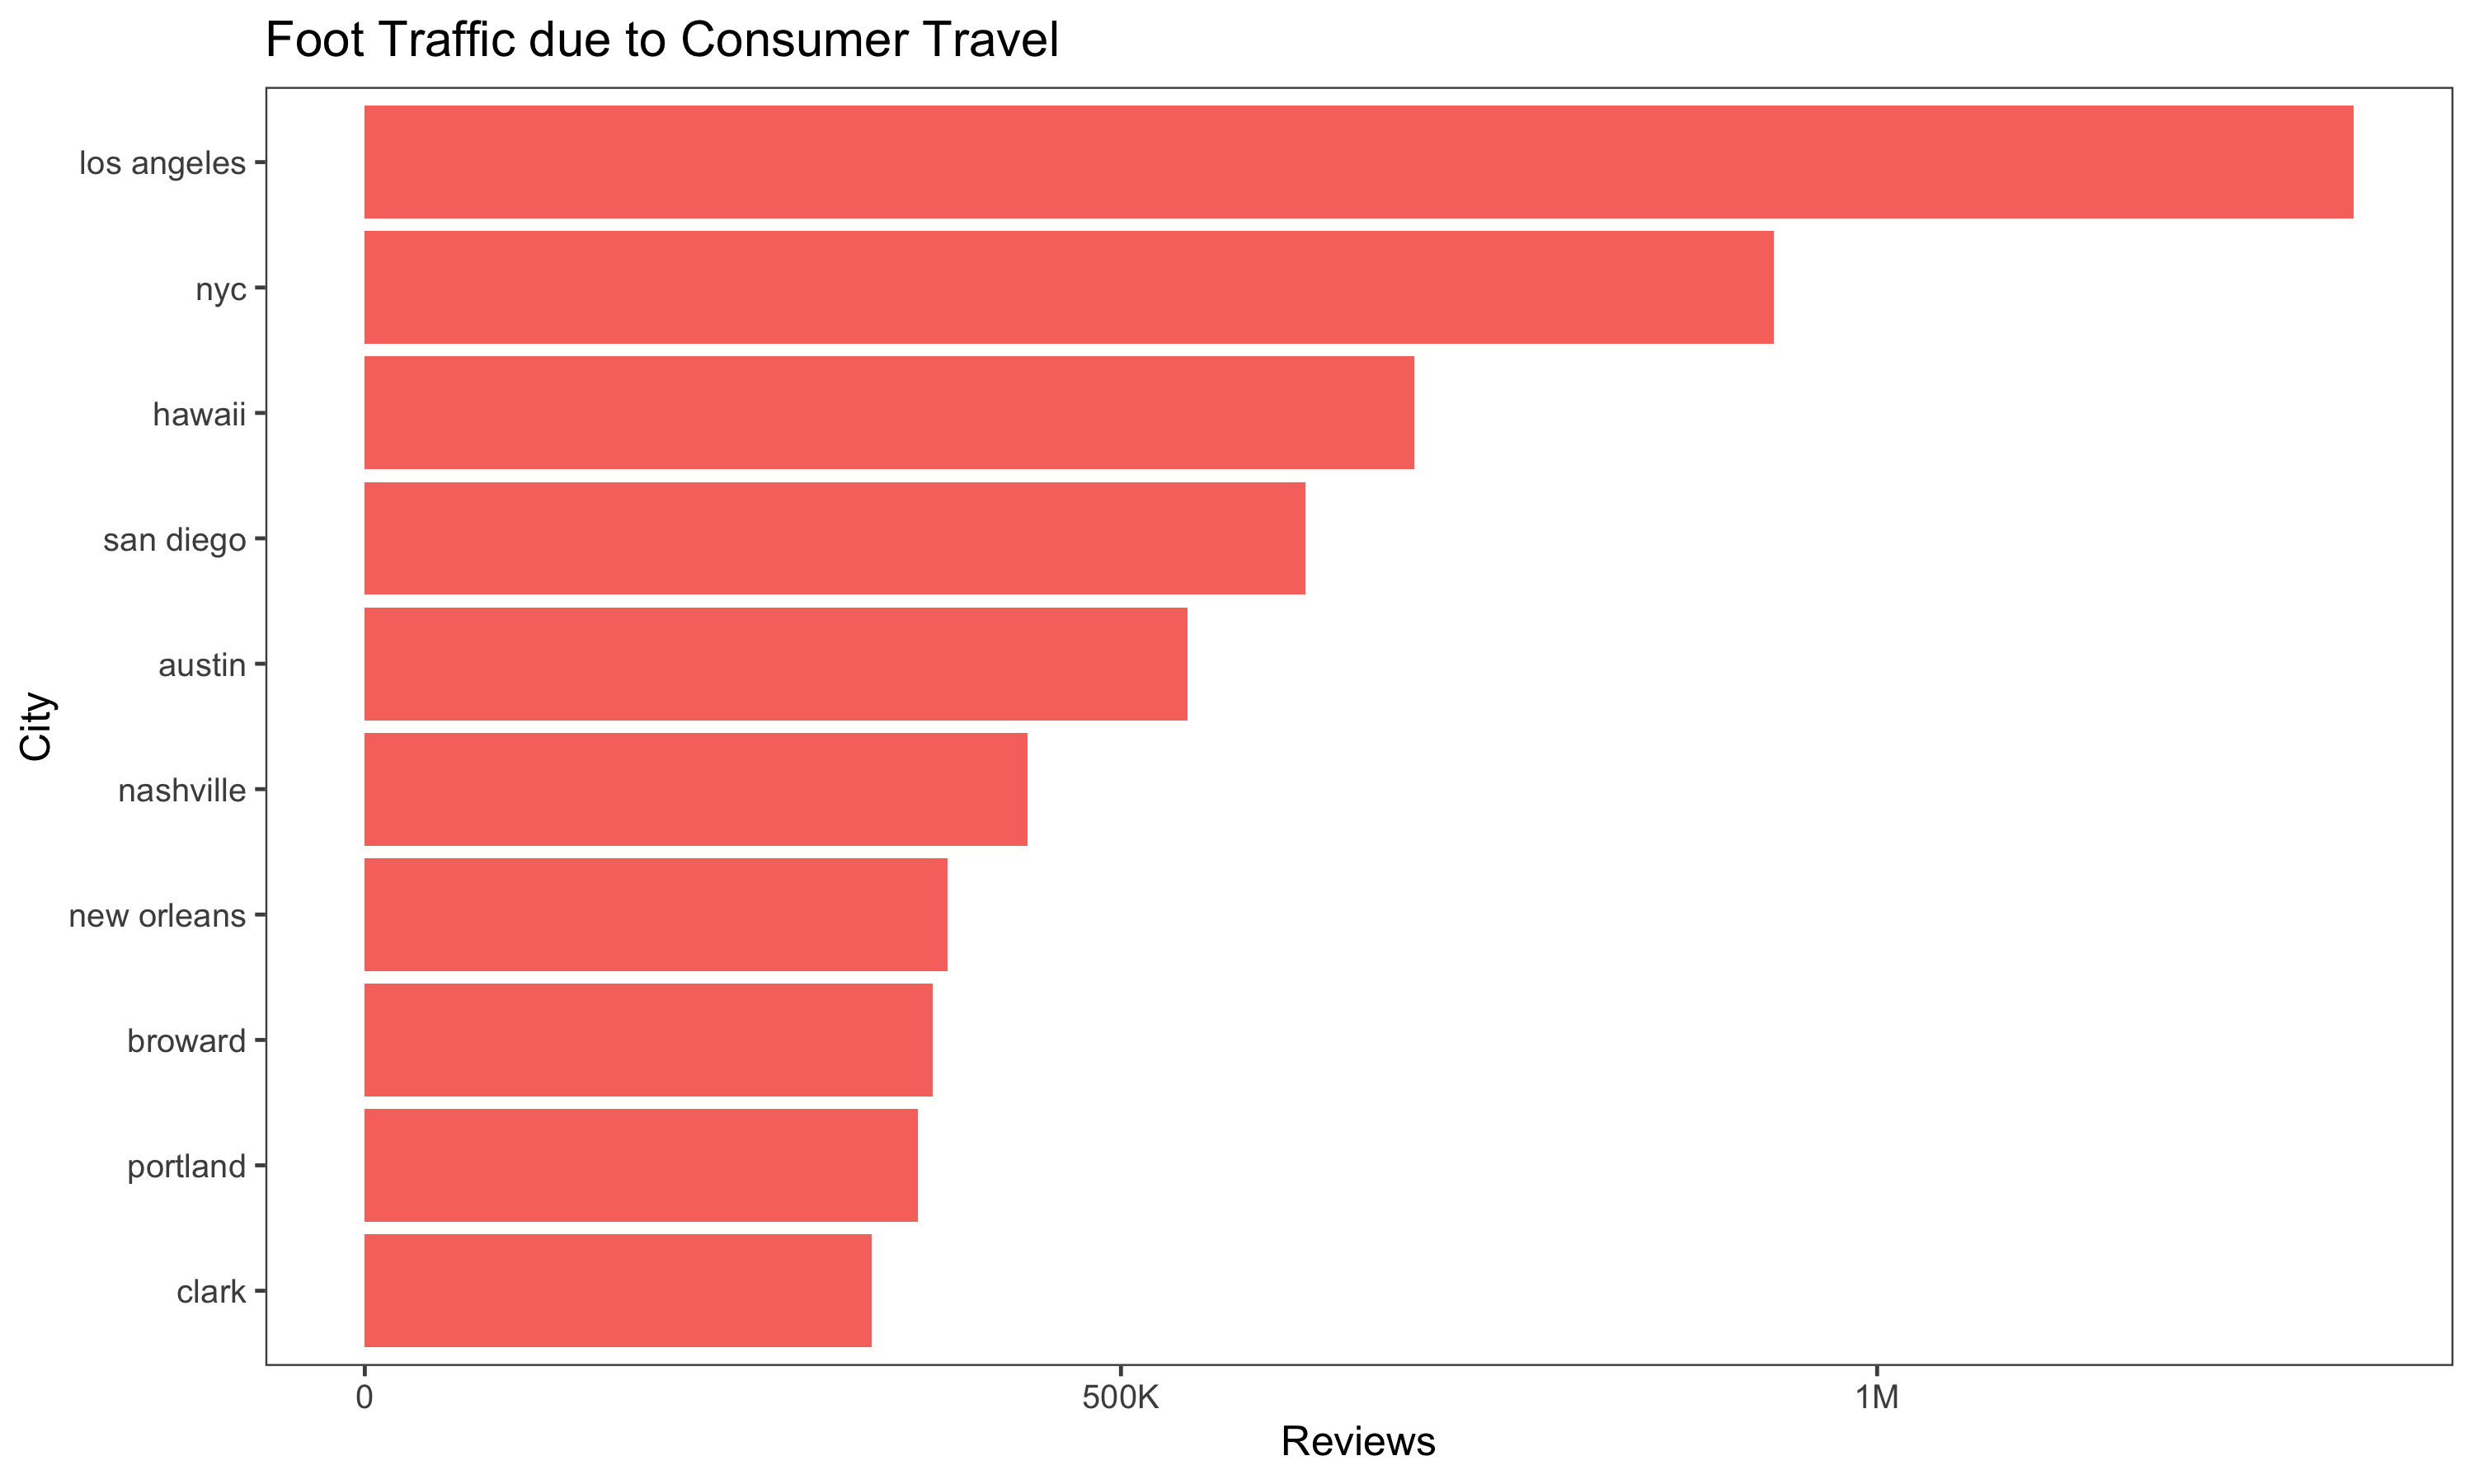 Foot Traffic due to Consumer Travel
City
los angeles
nyc
hawaii
san diego
austin
nashville
new orleans
broward
portland
clark
0
500K
1M
Reviews